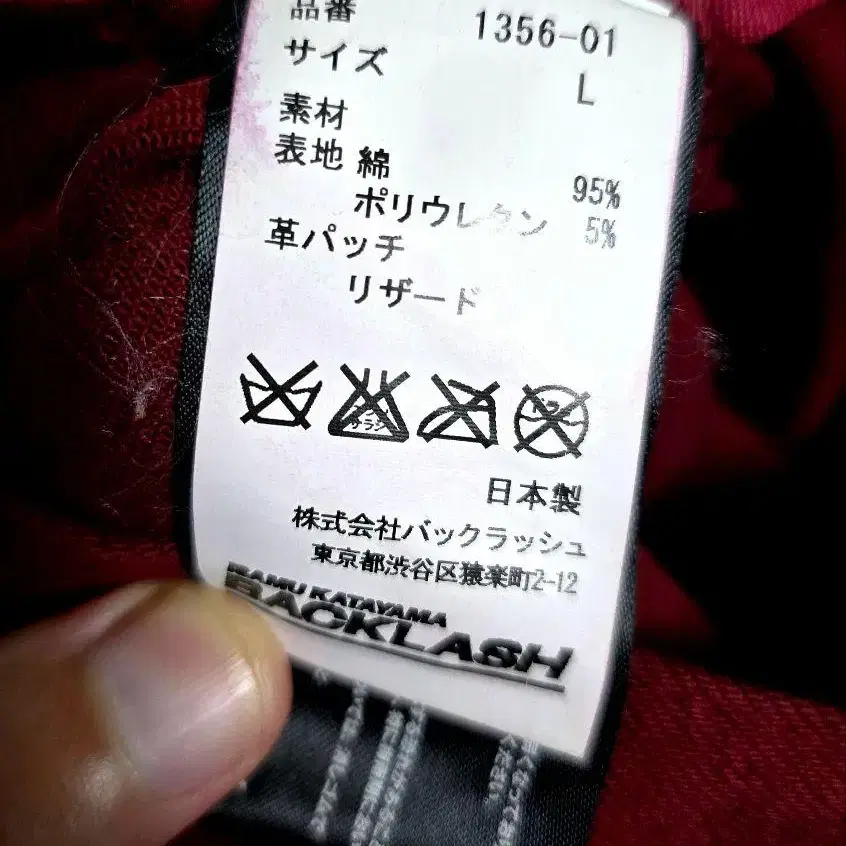 品番 1356-01
サイズ L
素材
表地 綿 95%
ポリウレタン 5%
革パッチ
リザード
日本製
株式会社バックラッシュ
東京都渋谷区猿楽町2-12
ISAMU KATAYAMA
BACKLASH